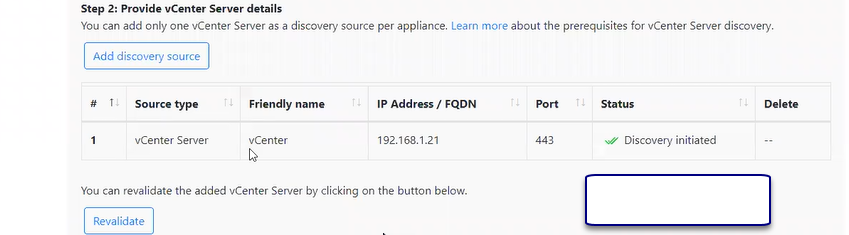 Step 2: Provide vCenter Server details
You can add only one vCenter Server as a discovery source per appliance. Learn more about the prerequisites for vCenter Server discovery.
Add discovery source
# Source type Friendly name IP Address / FQDN Port Status Delete
1 vCenter Server vCenter 192.168.1.21 443 Discovery initiated --
You can revalidate the added vCenter Server by clicking on the button below.
Revalidate